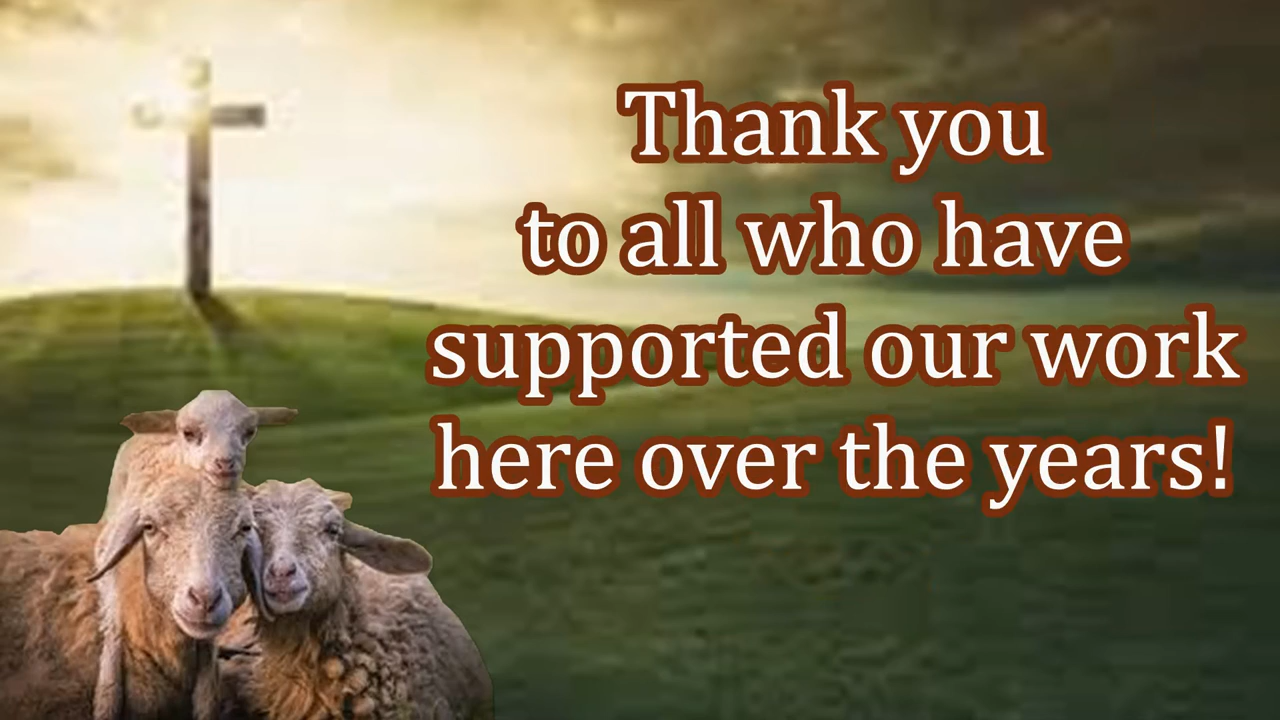 Thank you
to all who have
supported our work
here over the years!